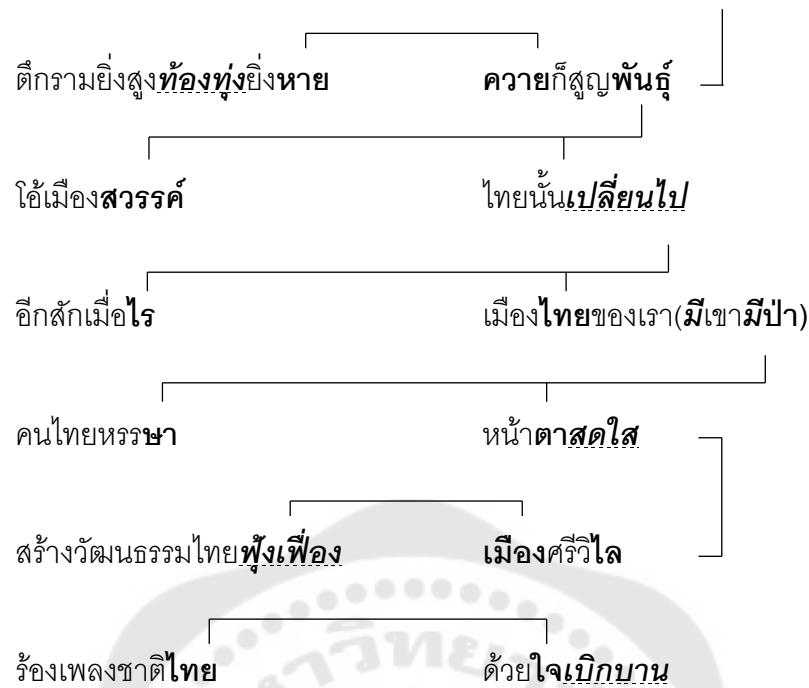 ตึกรามยิ่งสูงท้องทุ่งยิ่งหาย ควายก็สูญพันธุ์
โอ้เมืองสวรรค์ ไทยนั้นเปลี่ยนไป
อีกสักเมื่อไร เมืองไทยของเรา(มีเขามีป่า)
คนไทยหรรษา หน้าตาสดใส
สร้างวัฒนธรรมไทยฟุ้งเฟื่อง เมืองศรีวิไล
ร้องเพลงชาติไทย ด้วยใจเบิกบาน